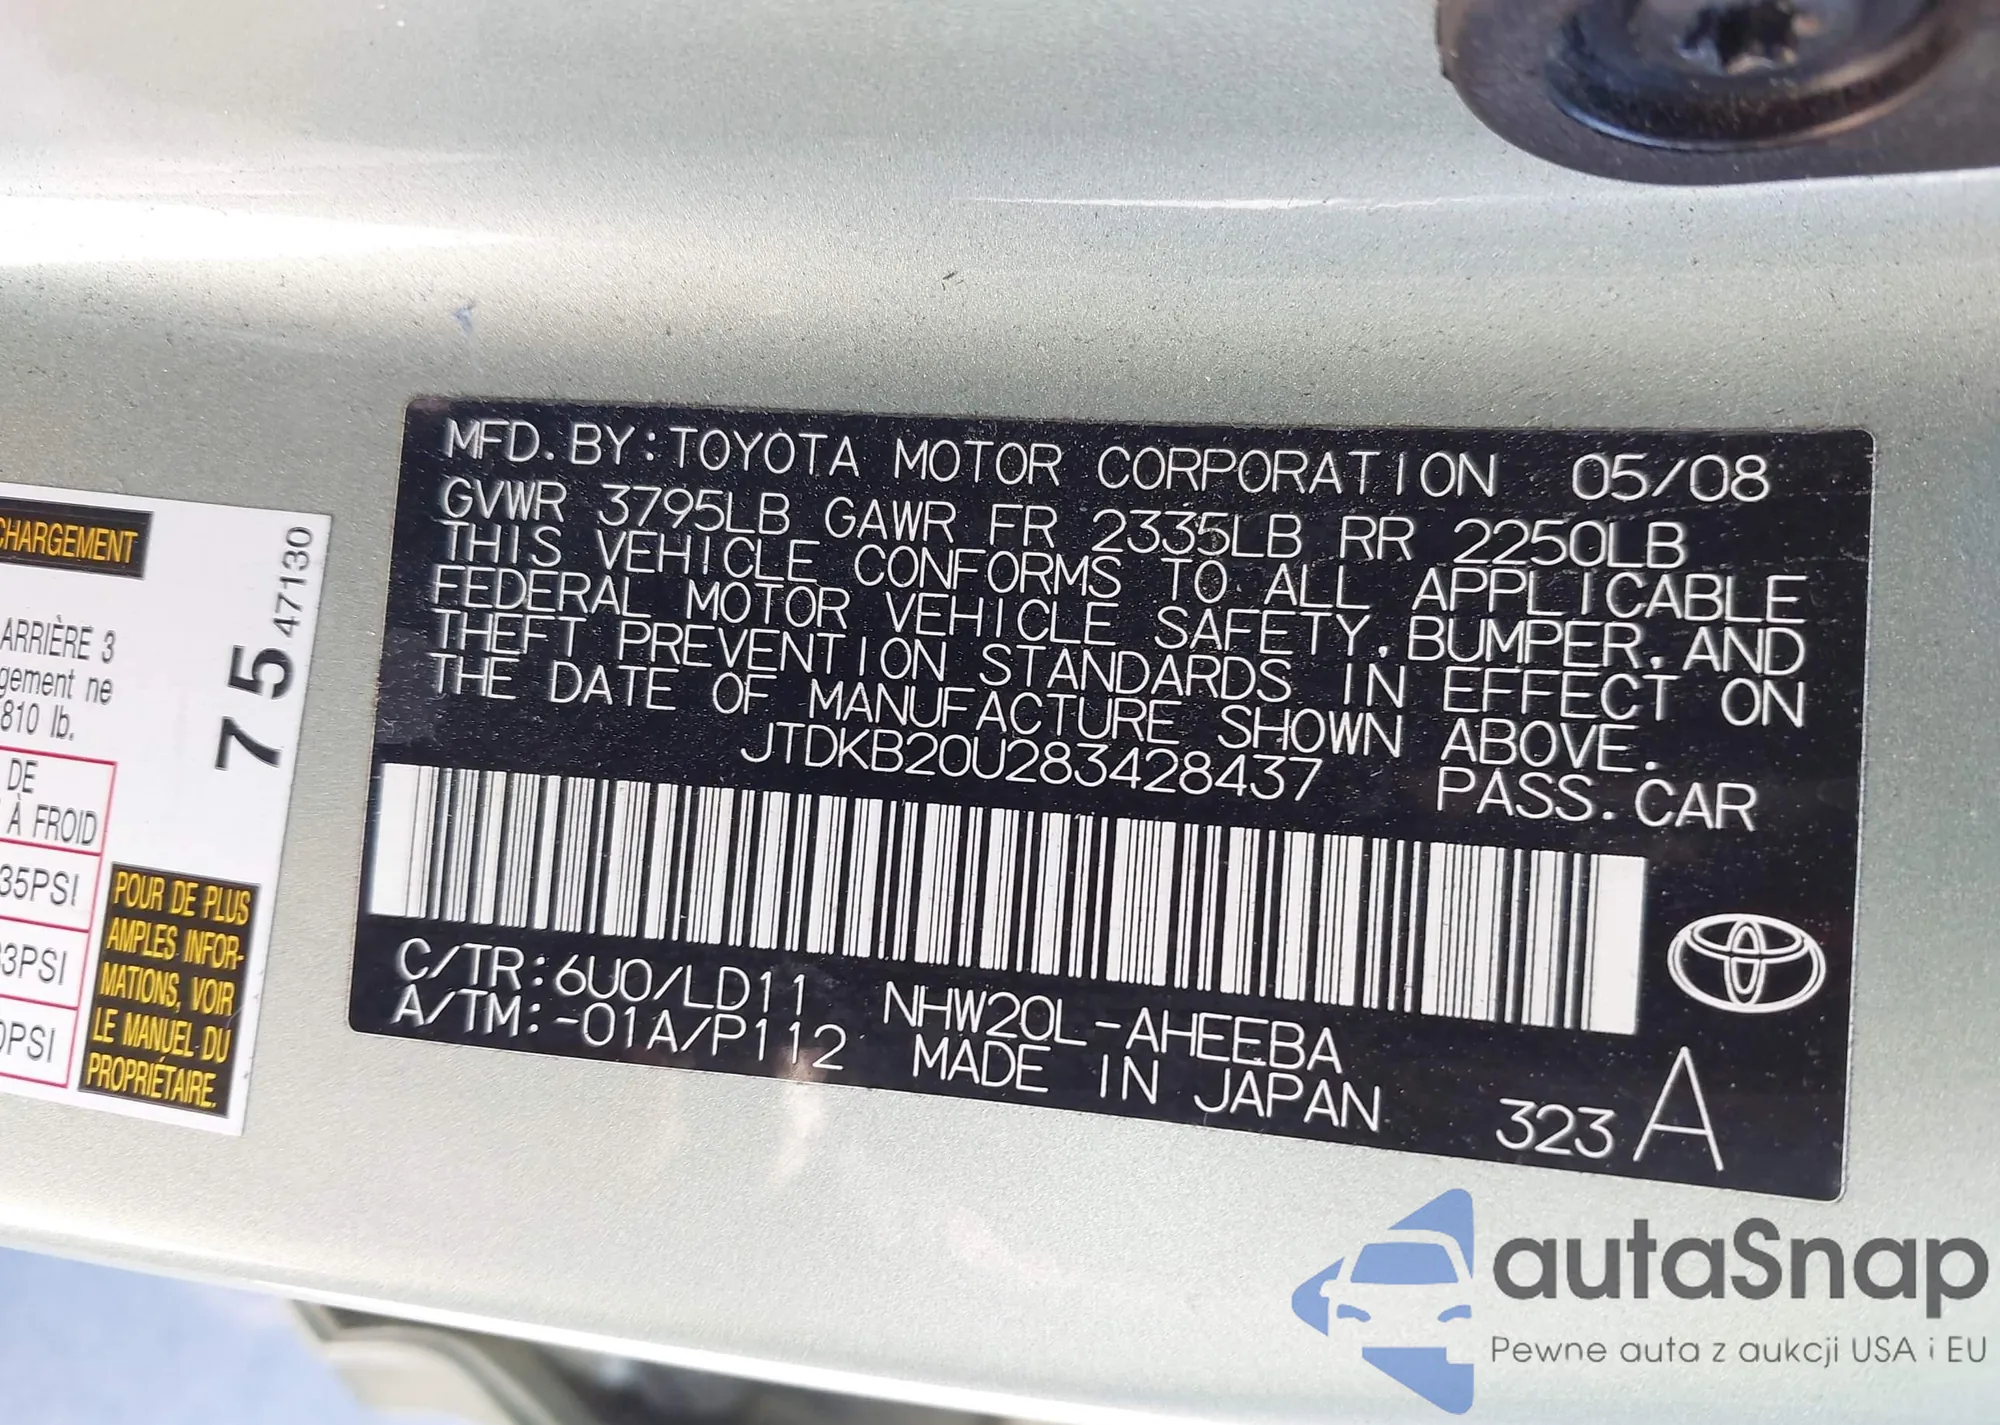 MFD. BY: TOYOTA MOTOR CORPORATION 05/08
GVWR 3795LB GAWR FR 2335LB RR 2250LB
THIS VEHICLE CONFORMS TO ALL APPLICABLE
FEDERAL MOTOR VEHICLE SAFETY, BUMPER, AND
THEFT PREVENTION STANDARDS IN EFFECT ON
THE DATE OF MANUFACTURE SHOWN ABOVE.
JTDKB20U283428437 PASS. CAR
C/TR: 6U0/LD11 NHW20L-AHEEBA
A/TM: -01A/P112 MADE IN JAPAN
323 A
CHARGEMENT
ARRIÈRE 3
gement ne
810 lb.
DE
À FROID
35PSI
3PSI
0PSI
75 47130
POUR DE PLUS
AMPLES INFOR-
MATIONS, VOIR
LE MANUEL DU
PROPRIÉTAIRE.
autaSnap
Pewne auta z aukcji USA i EU